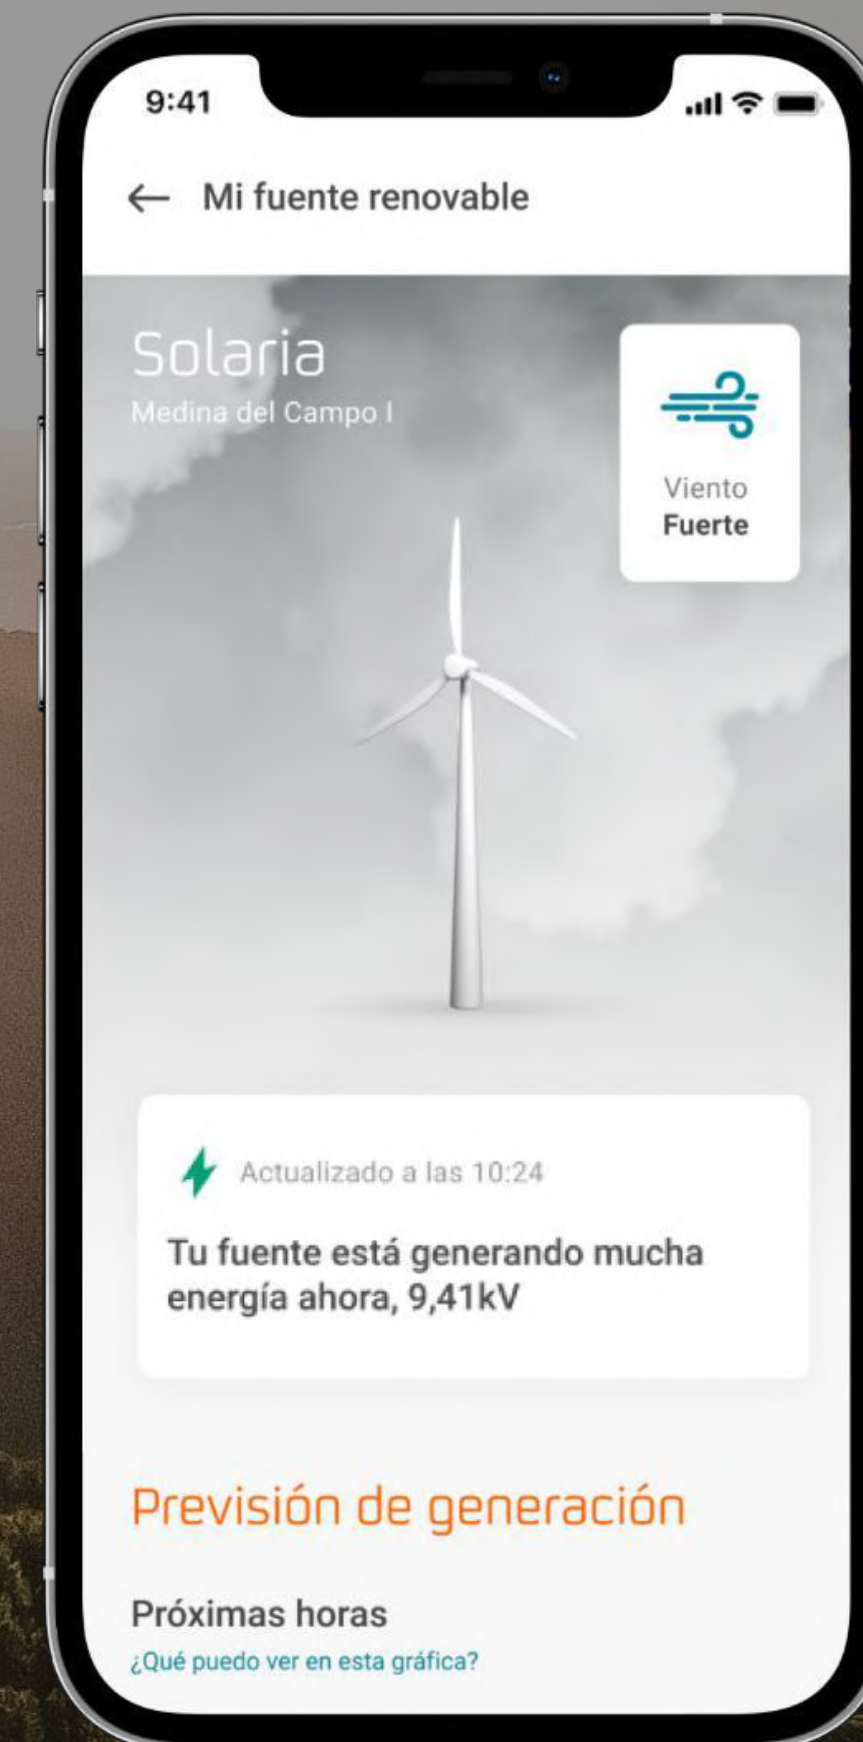 9:41
Mi fuente renovable
Solaria
Medina del Campo I
Viento
Fuerte
Actualizado a las 10:24
Tu fuente está generando mucha
energía ahora, 9,41kV
Previsión de generación
Próximas horas
¿Qué puedo ver en esta gráfica?